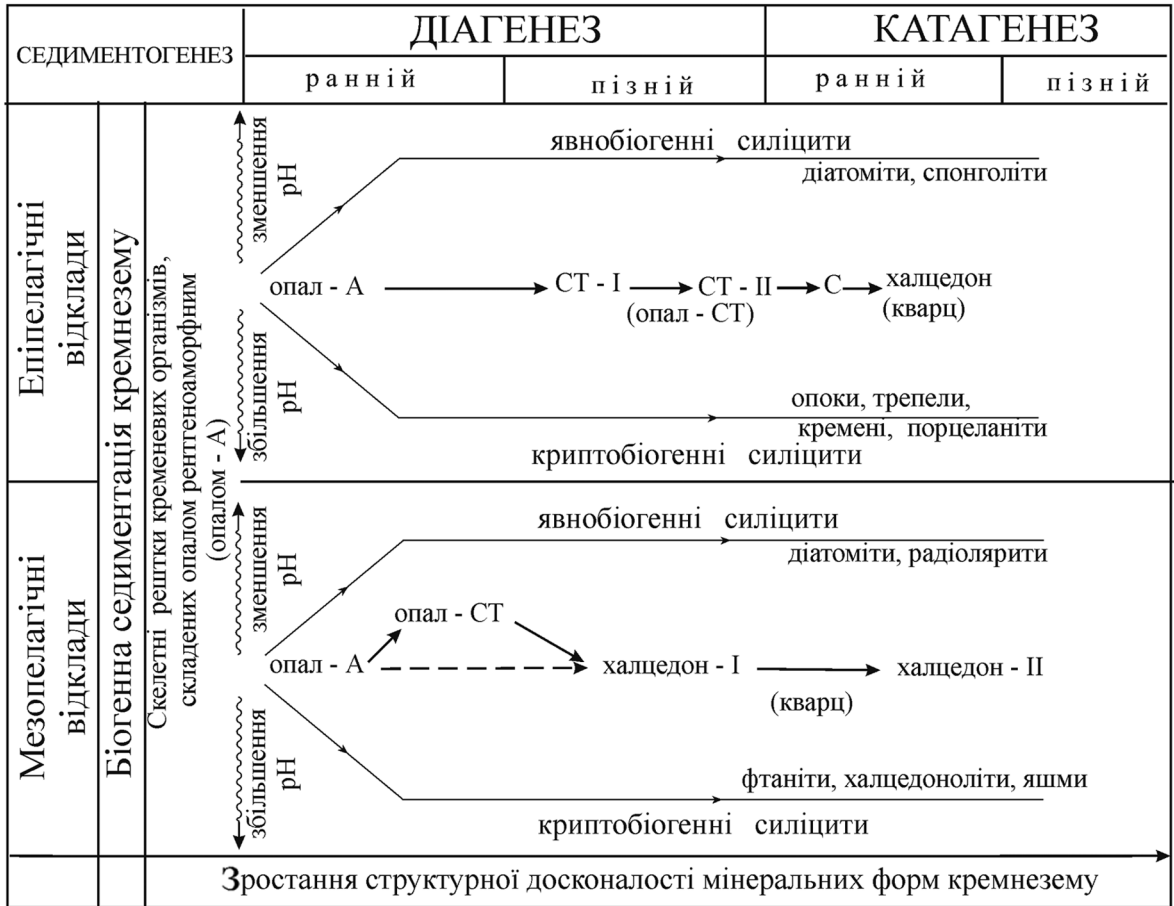 СЕДИМЕНТОГЕНЕЗ
ДІАГЕНЕЗ
КАТАГЕНЕЗ
ранній
пізній
ранній
пізній
Епіпелагічні
відклади
Мезопелагічні
відклади
Біогенна седиментація кремнезему
Скелетні рештки кременевих організмів,
складених опалом рентгеноаморфним
(опалом - А)
зменшення
pH
явнобіогенні силіцити
діатоміти, спонголіти
опал - А
СТ - I
СТ - II
С
халцедон
(опал - СТ)
(кварц)
збільшення
pH
опоки, трепели,
кремені, порцеланіти
криптобіогенні силіцити
зменшення
pH
явнобіогенні силіцити
діатоміти, радіолярити
опал - СТ
опал - А
халцедон - I
халцедон - II
(кварц)
збільшення
pH
фтаніти, халцедоноліти, яшми
криптобіогенні силіцити
Зростання структурної досконалості мінеральних форм кремнезему